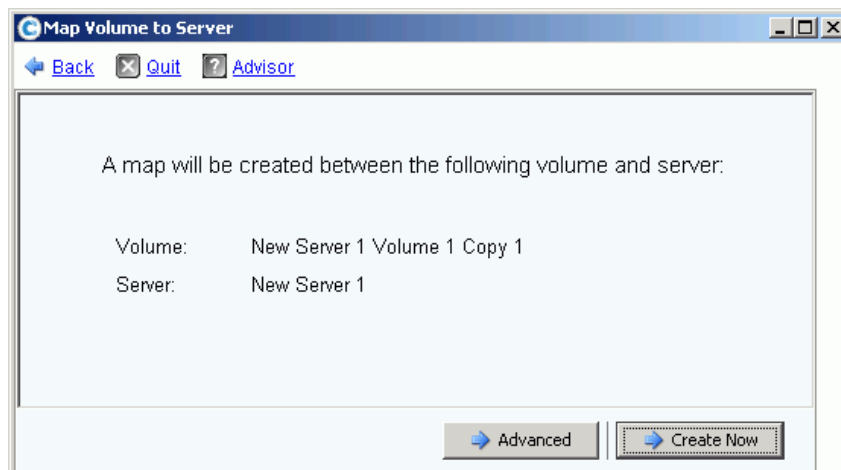 Map Volume to Server
Back Quit ? Advisor
A map will be created between the following volume and server:
Volume: New Server 1 Volume 1 Copy 1
Server: New Server 1
Advanced Create Now